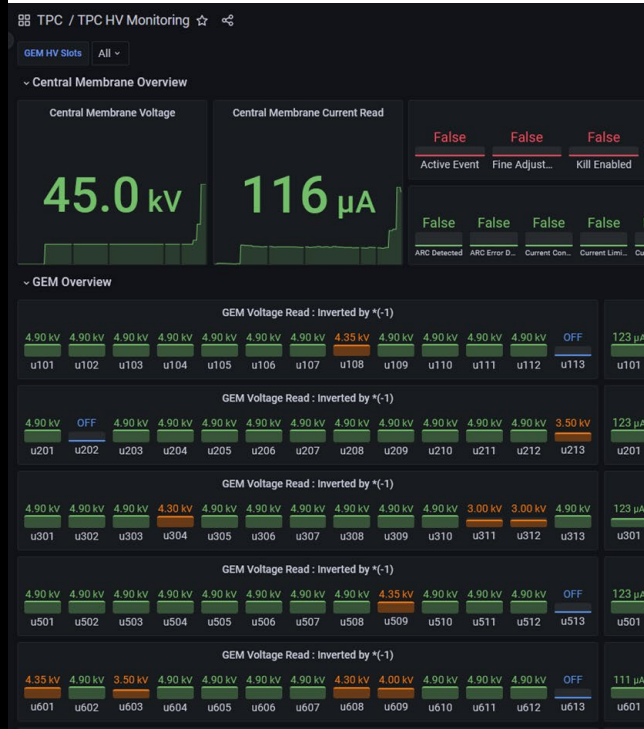 TPC / TPC HV Monitoring
GEM HV Slots All
Central Membrane Overview
Central Membrane Voltage
45.0 kV
Central Membrane Current Read
116 µA
False False False
Active Event Fine Adjust... Kill Enabled
False False False False
ARC Detected ARC Error D... Current Con... Current Limi... Cu
GEM Overview
GEM Voltage Read : Inverted by *(-1)
4.90 kV 4.90 kV 4.90 kV 4.90 kV 4.90 kV 4.90 kV 4.90 kV 4.35 kV 4.90 kV 4.90 kV 4.90 kV 4.90 kV OFF 123 µA
u101 u102 u103 u104 u105 u106 u107 u108 u109 u110 u111 u112 u113 u101
GEM Voltage Read : Inverted by *(-1)
4.90 kV OFF 4.90 kV 4.90 kV 4.90 kV 4.90 kV 4.90 kV 4.90 kV 4.90 kV 4.90 kV 4.90 kV 4.90 kV 3.50 kV 123 µA
u201 u202 u203 u204 u205 u206 u207 u208 u209 u210 u211 u212 u213 u201
GEM Voltage Read : Inverted by *(-1)
4.90 kV 4.90 kV 4.90 kV 4.30 kV 4.90 kV 4.90 kV 4.90 kV 4.90 kV 4.90 kV 4.90 kV 3.00 kV 3.00 kV 4.90 kV 123 µA
u301 u302 u303 u304 u305 u306 u307 u308 u309 u310 u311 u312 u313 u301
GEM Voltage Read : Inverted by *(-1)
4.90 kV 4.90 kV 4.90 kV 4.90 kV 4.90 kV 4.90 kV 4.90 kV 4.90 kV 4.35 kV 4.90 kV 4.90 kV 4.90 kV OFF 123 µA
u501 u502 u503 u504 u505 u506 u507 u508 u509 u510 u511 u512 u513 u501
GEM Voltage Read : Inverted by *(-1)
4.35 kV 4.90 kV 3.50 kV 4.90 kV 4.90 kV 4.90 kV 4.90 kV 4.30 kV 4.00 kV 4.90 kV 4.90 kV 4.90 kV OFF 111 µA
u601 u602 u603 u604 u605 u606 u607 u608 u609 u610 u611 u612 u613 u601